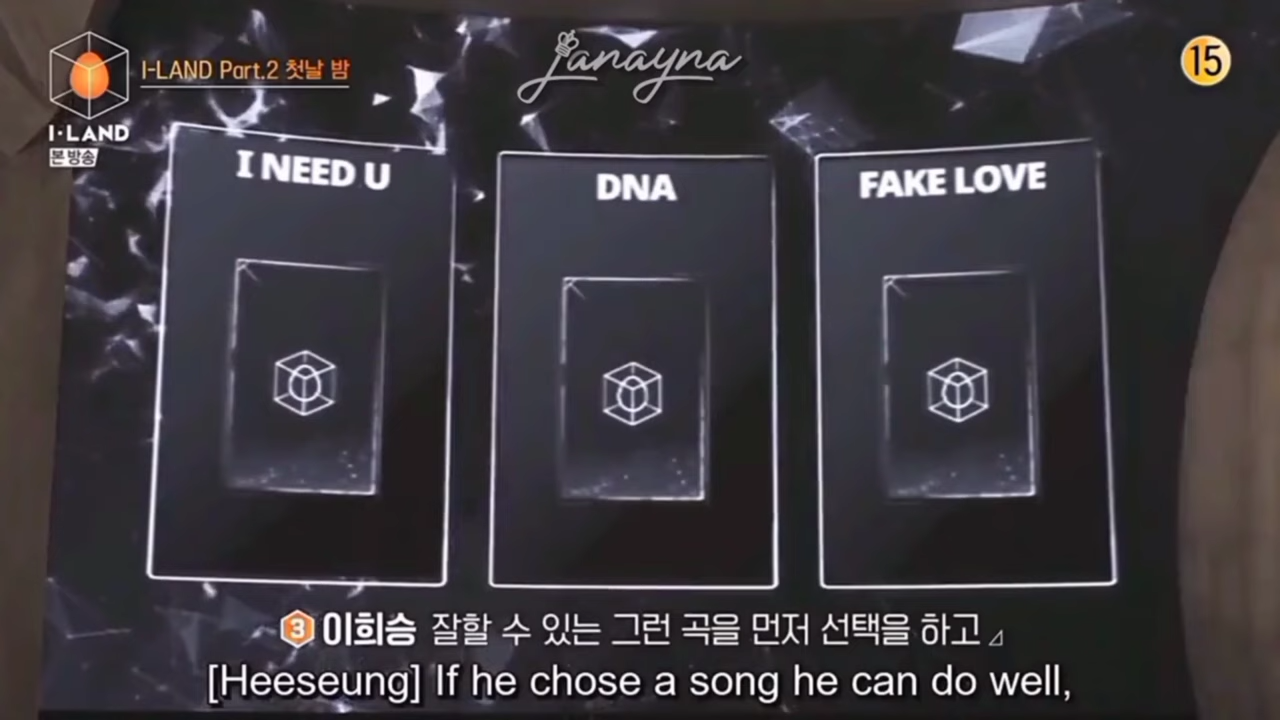 I-LAND Part.2 첫날 밤
janayna
15
I·LAND
본 방송
I NEED U
DNA
FAKE LOVE
3 이희승 잘할 수 있는 그런 곡을 먼저 선택을 하고
[Heeseung] If he chose a song he can do well,